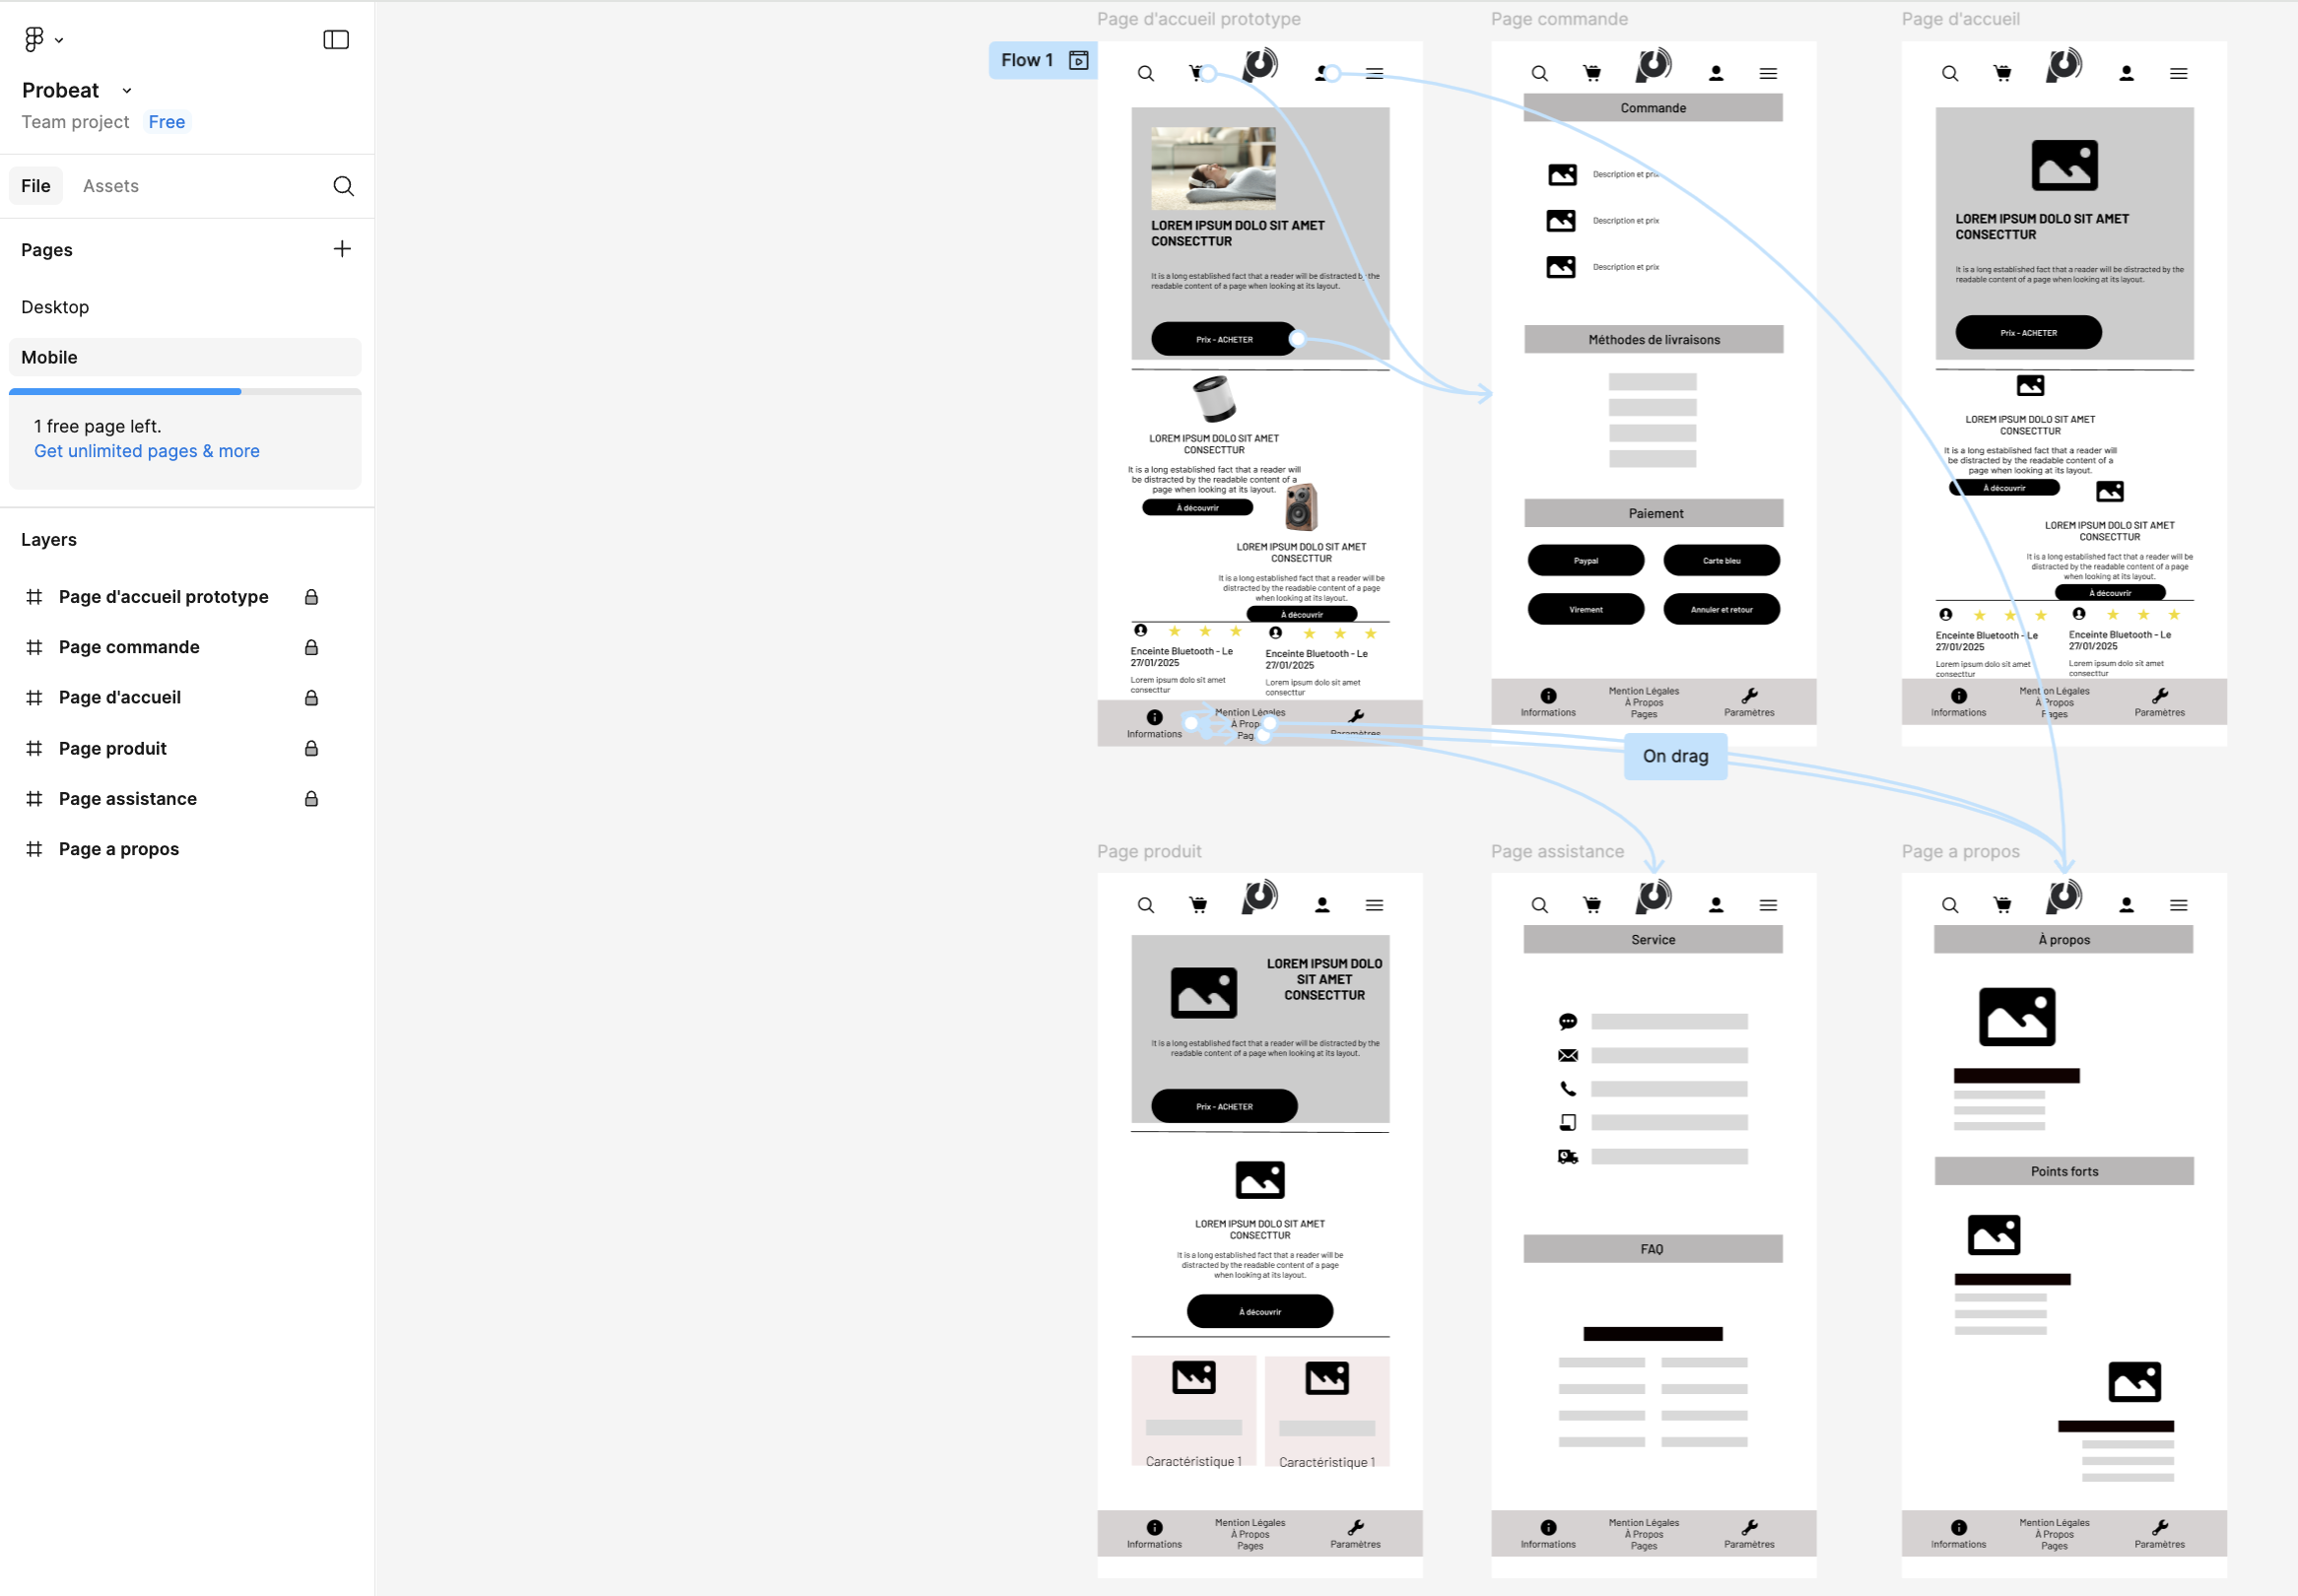 Probeat
Team project
Free
File
Assets
Pages
Desktop
Mobile
1 free page left.
Get unlimited pages & more
Layers
Page d'accueil prototype
Page commande
Page d'accueil
Page produit
Page assistance
Page a propos
Page d'accueil prototype
Flow 1
LOREM IPSUM DOLO SIT AMET
CONSECTTUR
It is a long established fact that a reader will be distracted by the
readable content of a page when looking at its layout.
Prix - ACHETER
LOREM IPSUM DOLO SIT AMET
CONSECTTUR
It is a long established fact that a reader will
be distracted by the readable content of a
page when looking at its layout.
À découvrir
LOREM IPSUM DOLO SIT AMET
CONSECTTUR
It is a long established fact that a reader will be
distracted by the readable content of a page
when looking at its layout.
À découvrir
Enceinte Bluetooth - Le
27/01/2025
Lorem ipsum dolo sit amet
consecttur
Enceinte Bluetooth - Le
27/01/2025
Lorem ipsum dolo sit amet
consecttur
Informations
Mention Légales
À Propos
Pag
Paramètres
Page commande
Commande
Description et prix
Description et prix
Description et prix
Méthodes de livraisons
Paiement
Paypal
Carte bleu
Virement
Annuler et retour
Informations
Mention Légales
À Propos
Pages
Paramètres
On drag
Page d'accueil
LOREM IPSUM DOLO SIT AMET
CONSECTTUR
It is a long established fact that a reader will be distracted by the
readable content of a page when looking at its layout.
Prix - ACHETER
LOREM IPSUM DOLO SIT AMET
CONSECTTUR
It is a long established fact that a reader will
be distracted by the readable content of a
page when looking at its layout.
À découvrir
LOREM IPSUM DOLO SIT AMET
CONSECTTUR
It is a long established fact that a reader will be
distracted by the readable content of a page
when looking at its layout.
À découvrir
Enceinte Bluetooth - Le
27/01/2025
Lorem ipsum dolo sit amet
consecttur
Enceinte Bluetooth - Le
27/01/2025
Lorem ipsum dolo sit amet
consecttur
Informations
Mention Légales
À Propos
Pages
Paramètres
Page produit
LOREM IPSUM DOLO
SIT AMET
CONSECTTUR
It is a long established fact that a reader will be distracted by the
readable content of a page when looking at its layout.
Prix - ACHETER
LOREM IPSUM DOLO SIT AMET
CONSECTTUR
It is a long established fact that a reader will be
distracted by the readable content of a page
when looking at its layout.
À découvrir
Caractéristique 1
Caractéristique 1
Informations
Mention Légales
À Propos
Pages
Paramètres
Page assistance
Service
FAQ
Informations
Mention Légales
À Propos
Pages
Paramètres
Page a propos
À propos
Points forts
Informations
Mention Légales
À Propos
Pages
Paramètres